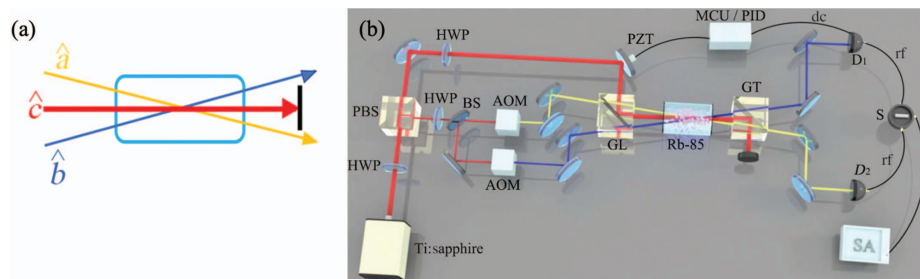 (a)
â
ĉ
b̂
(b)
HWP
PZT
MCU / PID
dc
D₁
rf
PBS
HWP
BS
AOM
GL
Rb-85
GT
S
HWP
AOM
rf
D₂
Ti:sapphire
SA